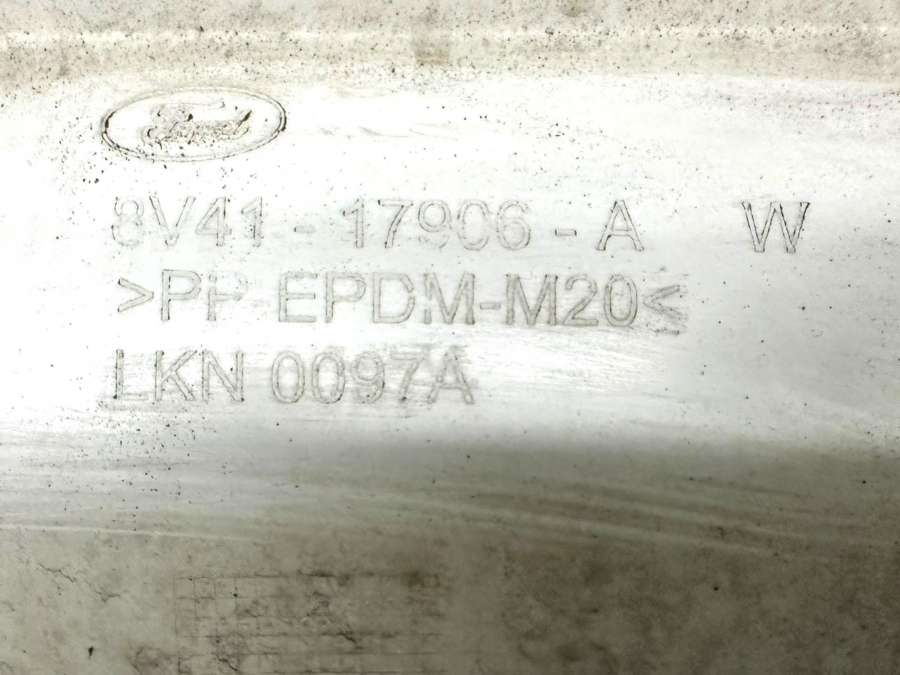 Ford
8V41 - 17906 - A W
>PP EPDM-M20<
LKN 0097A